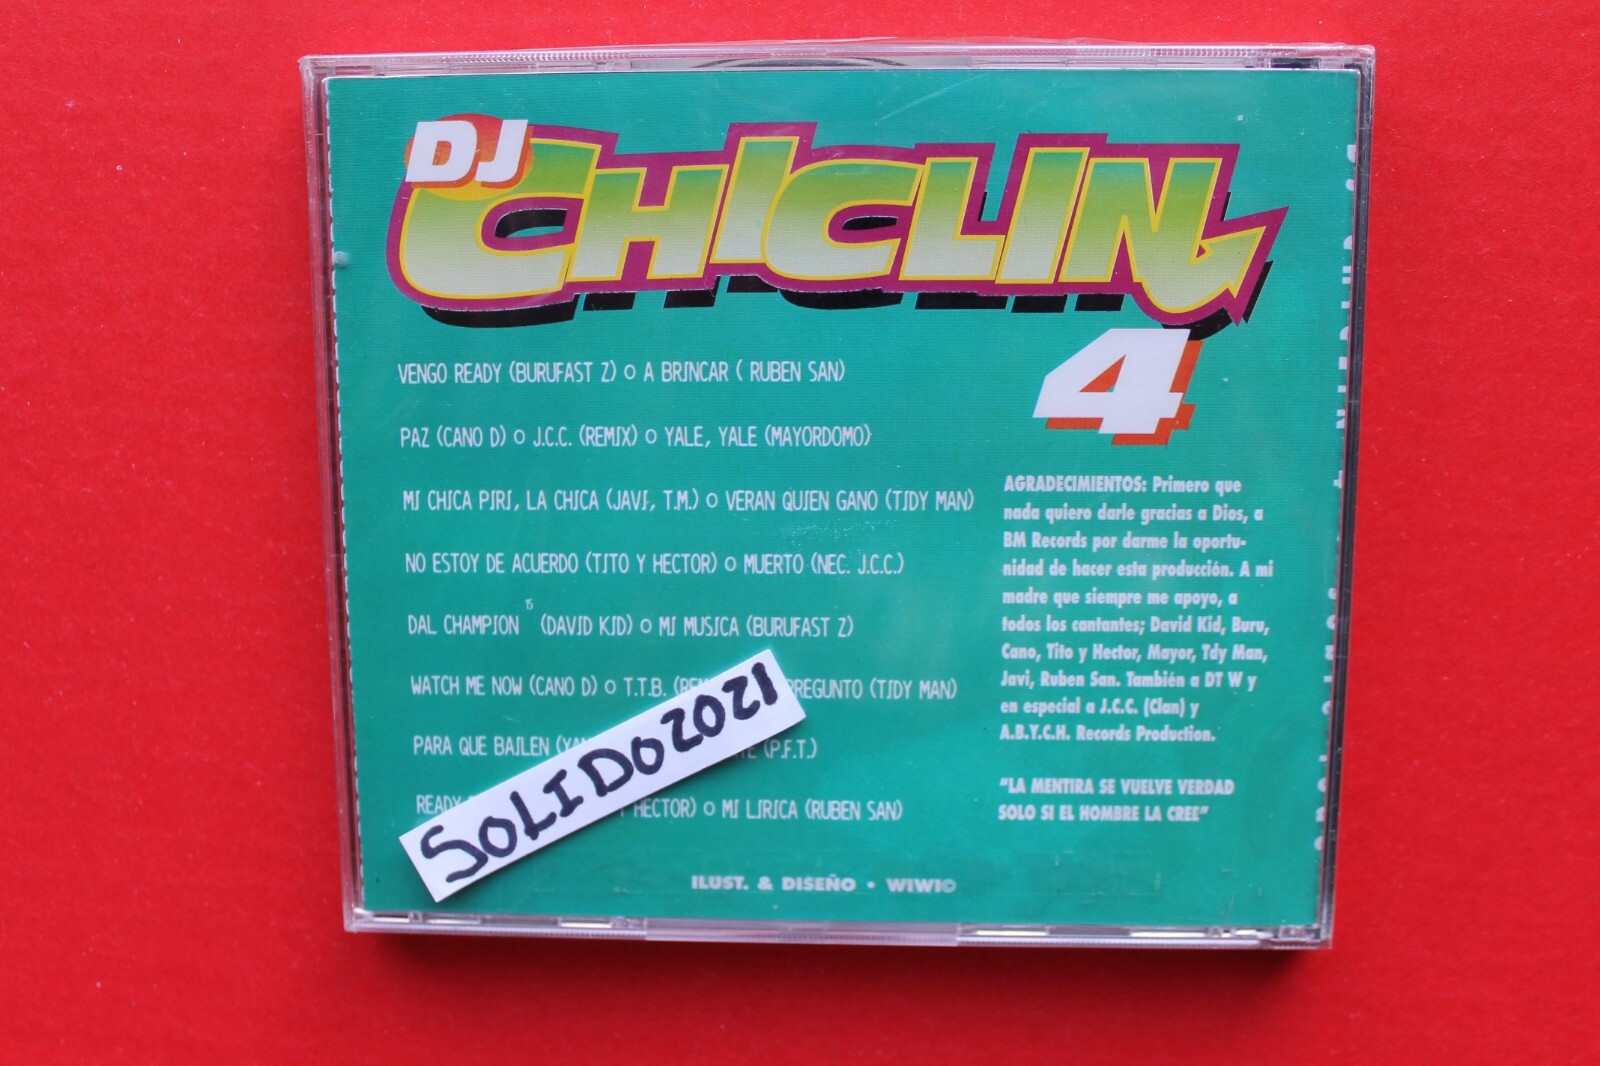 DJ CHICLIN
4
VENGO READY (BURUFAST Z) O A BRINCAR ( RUBEN SAN)
PAZ (CANO D) O J.C.C. (REMIX) O YALE, YALE (MAYORDOMO)
MI CHICA PIRI, LA CHICA (JAVI, T.M.) O VERAN QUIEN GANO (TIDY MAN)
NO ESTOY DE ACUERDO (TITO Y HECTOR) O MUERTO (NEC. J.C.C.)
DAL CHAMPION 15 (DAVID KID) O MI MUSICA (BURUFAST Z)
WATCH ME NOW (CANO D) O T.T.B. PREGUNTO (TIDY MAN)
PARA QUE BAILEN (P.F.T.)
READY HECTOR) O MI LIRICA (RUBEN SAN)
AGRADECIMIENTOS: Primero que
nada quiero darle gracias a Dios, a
BM Records por darme la oportu-
nidad de hacer esta producción. A mi
madre que siempre me apoyo, a
todos los cantantes; David Kid, Buru,
Cano, Tito y Hector, Mayor, Tdy Man,
Javi, Ruben San. También a DT W y
en especial a J.C.C. (Clan) y
A.B.Y.C.H. Records Production.
"LA MENTIRA SE VUELVE VERDAD
SOLO SI EL HOMBRE LA CREE"
SOLIDO2021
ILUST. & DISEÑO • WIWI©